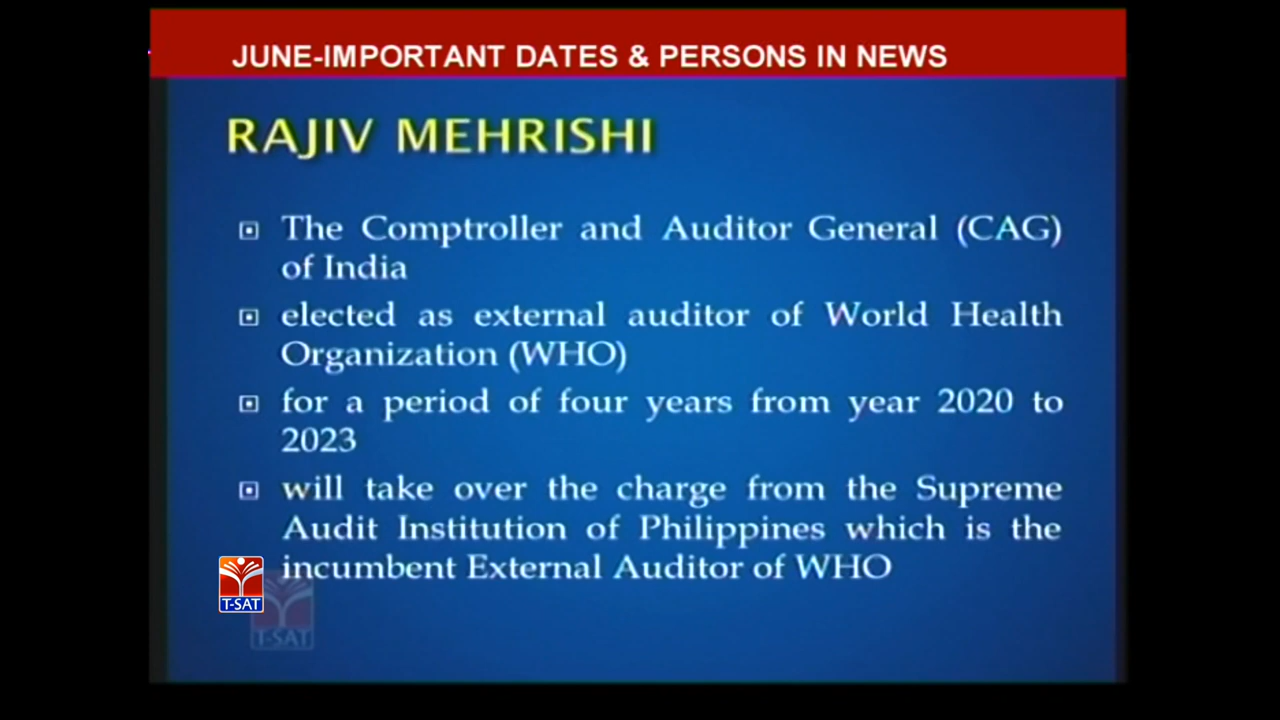 JUNE-IMPORTANT DATES & PERSONS IN NEWS
RAJIV MEHRISHI
The Comptroller and Auditor General (CAG)
of India
elected as external auditor of World Health
Organization (WHO)
for a period of four years from year 2020 to
2023
will take over the charge from the Supreme
Audit Institution of Philippines which is the
incumbent External Auditor of WHO
T-SAT
T-SAT